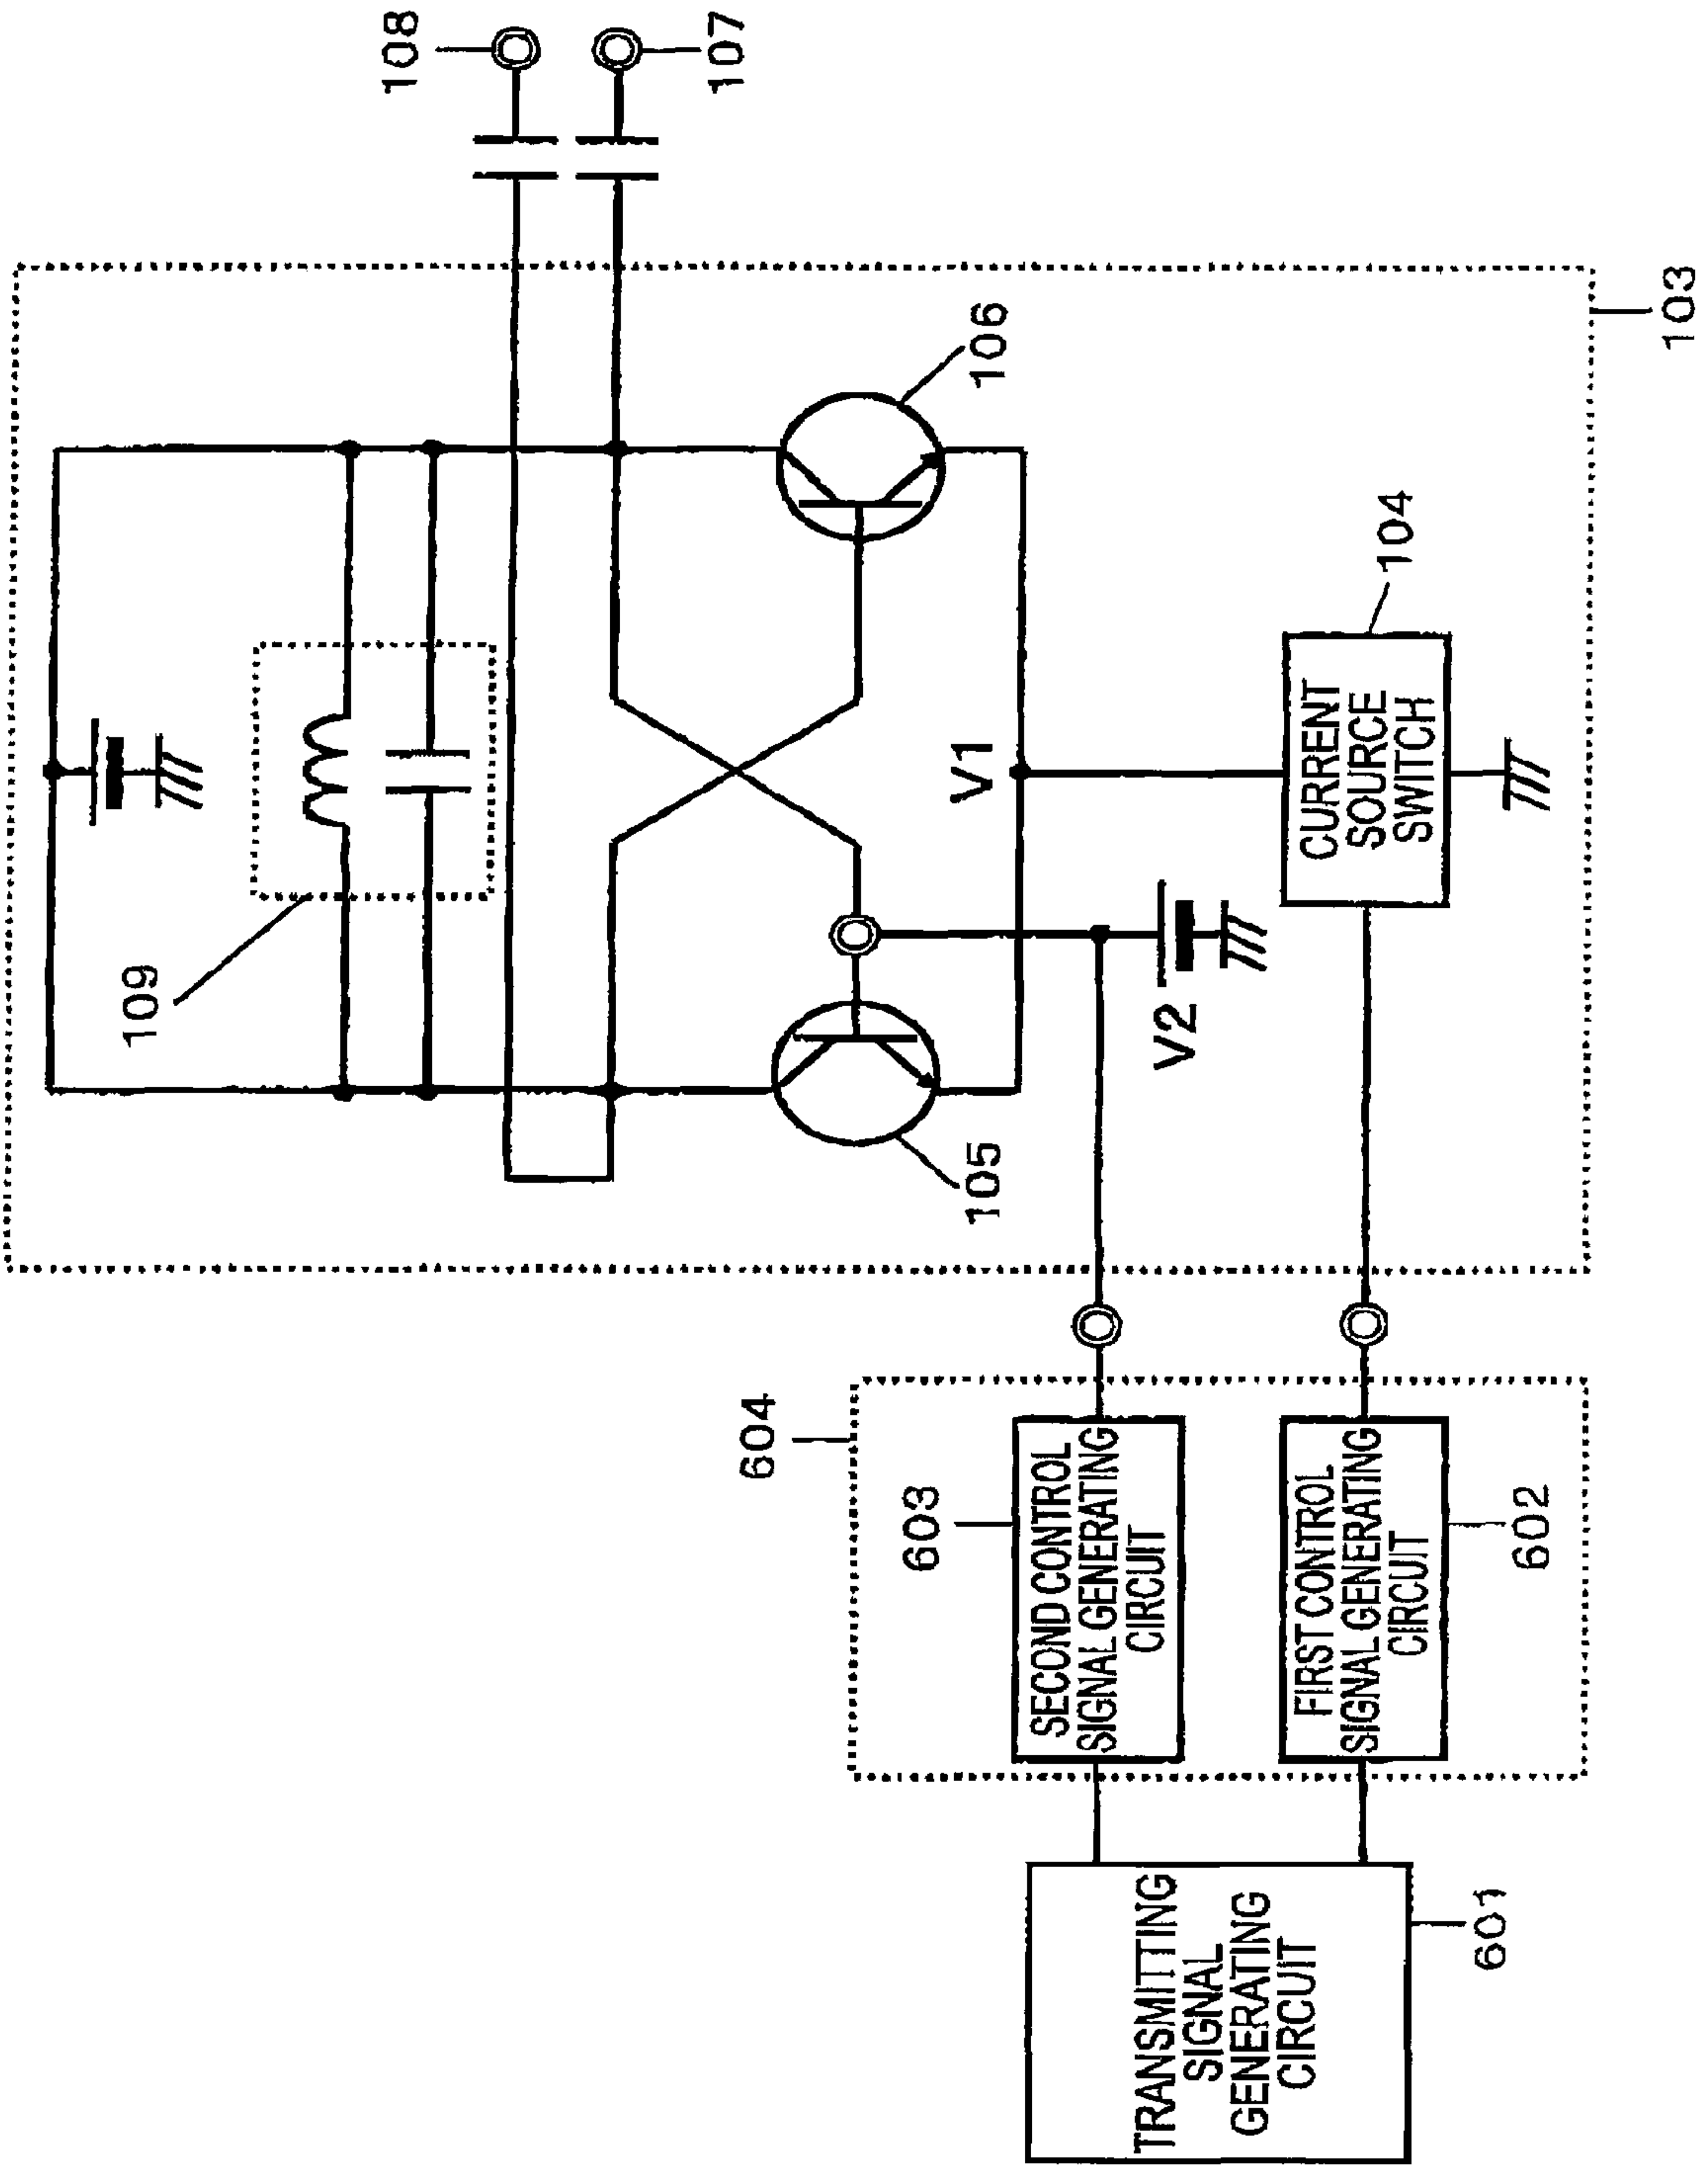 108
107
103
106
109
V1
104
CURRENT
SOURCE
SWITCH
V2
105
604
603
SECOND CONTROL
SIGNAL GENERATING
CIRCUIT
FIRST CONTROL
SIGNAL GENERATING
CIRCUIT
602
TRANSMITTING
SIGNAL
GENERATING
CIRCUIT
601